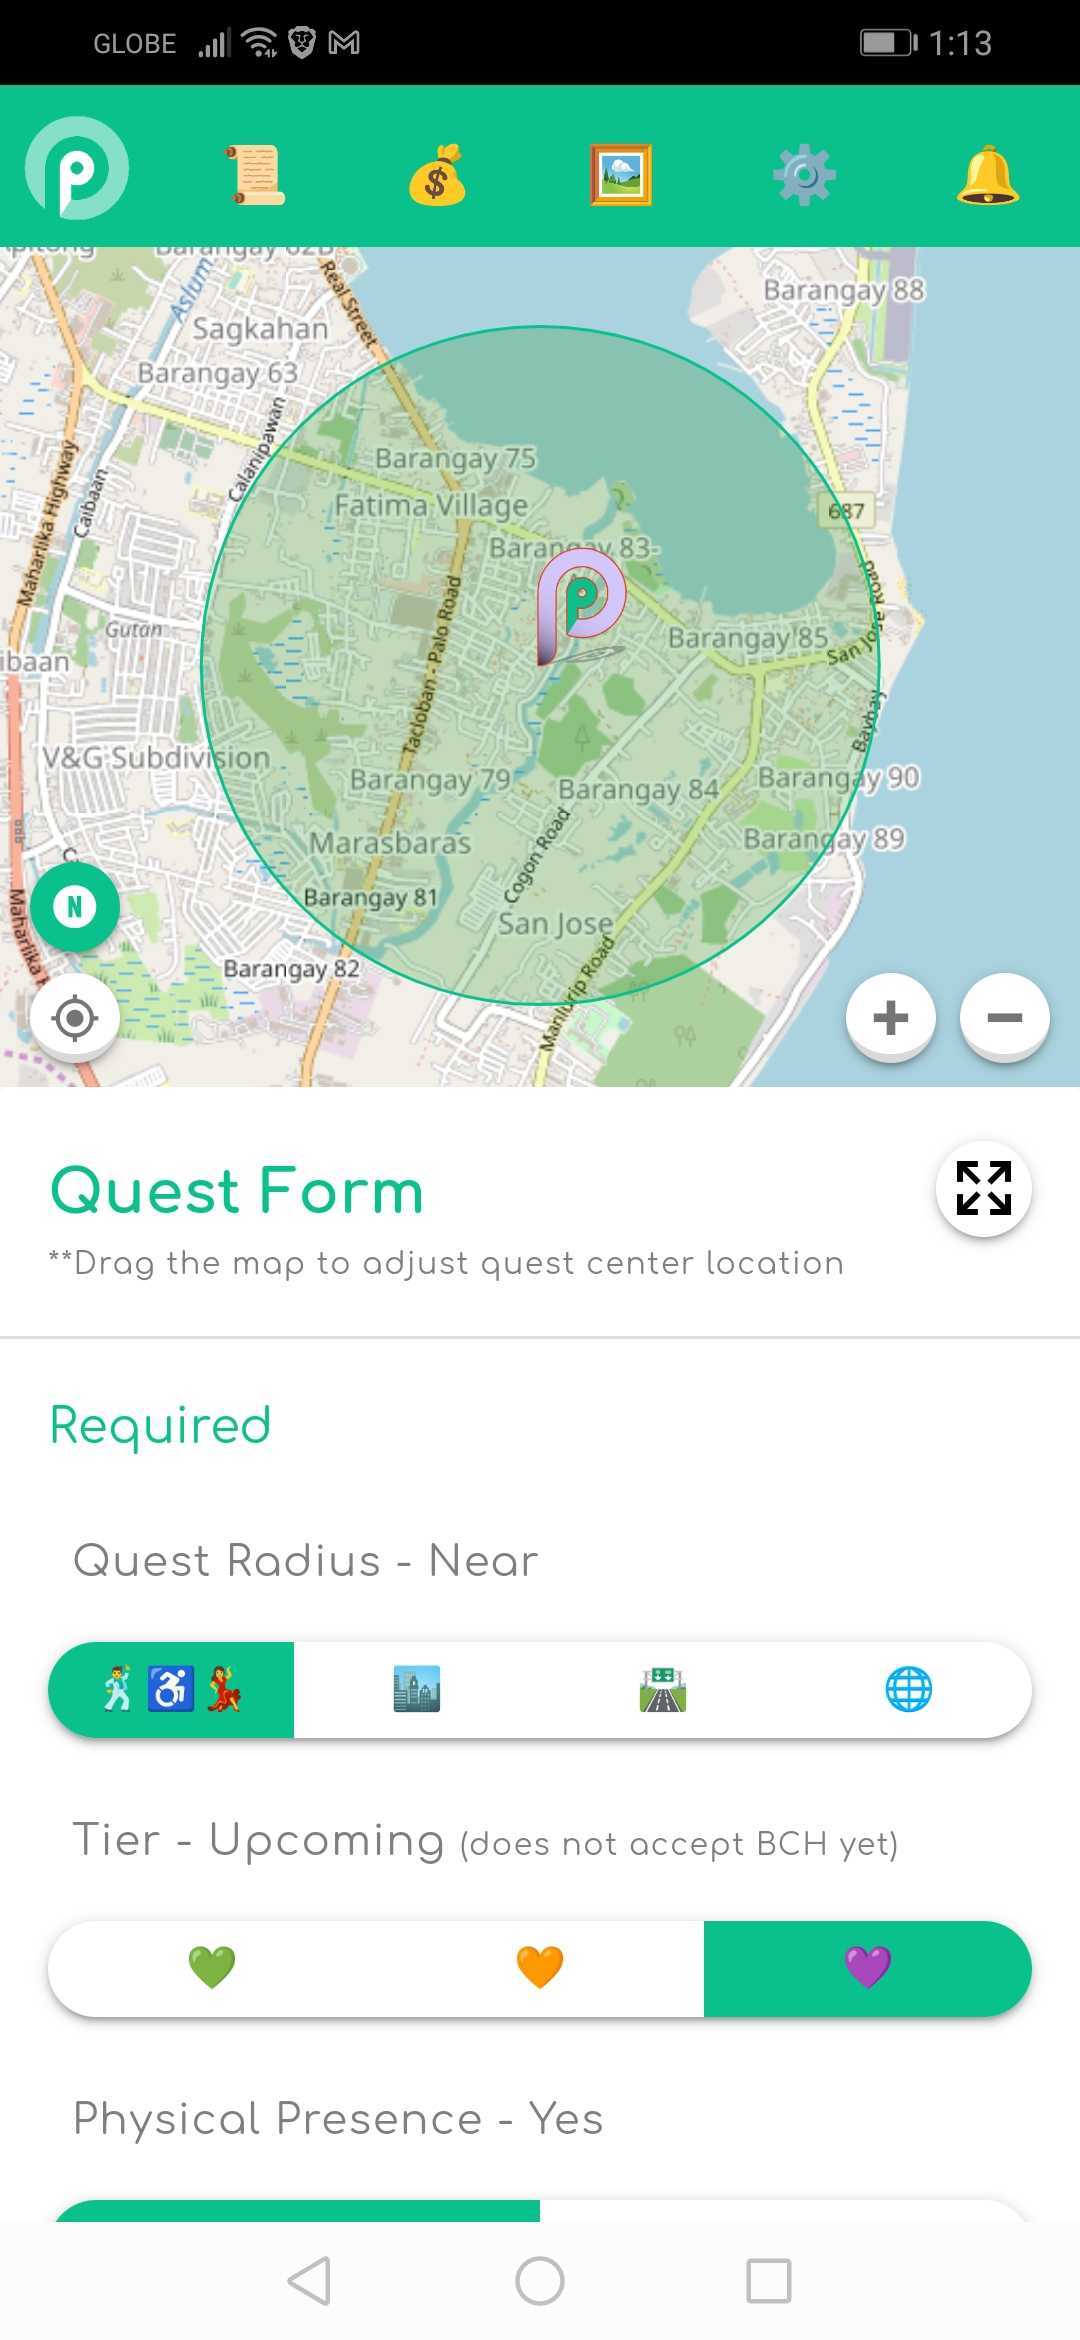 GLOBE 1:13
Barangay 62B
Aslum
Real Street
Barangay 88
Sagkahan
Barangay 63
Calanipawan
Barangay 75
Maharlika Highway
Caibaan
Fatima Village
687
Barangay 83-
Road
Gutan
Barangay 85
San Jose
ibaan
Tacloban - Palo Road
Baybay
V&G Subdivision
Barangay 79
Barangay 84
Barangay 90
Marasbaras
Barangay 89
Cogon Road
Barangay 81
N
San Jose
Maharlika H
Barangay 82
Manlurip Road
Quest Form
**Drag the map to adjust quest center location
Required
Quest Radius - Near
Tier - Upcoming (does not accept BCH yet)
Physical Presence - Yes